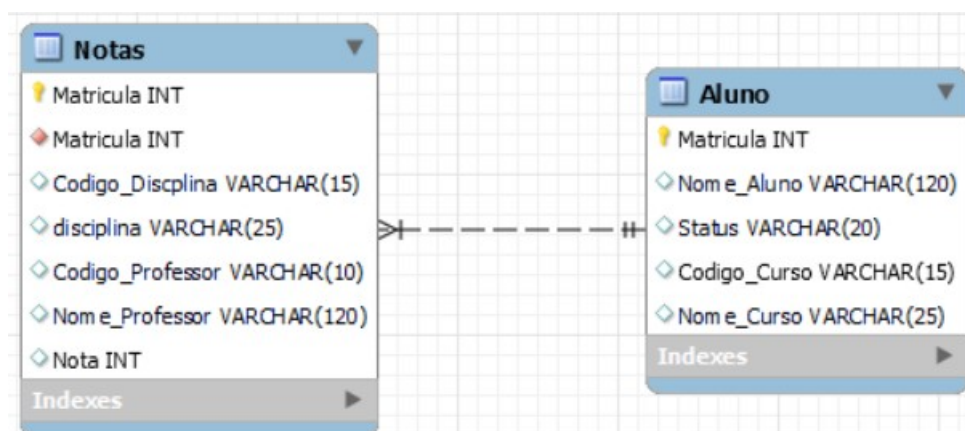 Notas
Matricula INT
Matricula INT
Codigo_Discplina VARCHAR(15)
disciplina VARCHAR(25)
Codigo_Professor VARCHAR(10)
Nome_Professor VARCHAR(120)
Nota INT
Indexes
Aluno
Matricula INT
Nome_Aluno VARCHAR(120)
Status VARCHAR(20)
Codigo_Curso VARCHAR(15)
Nome_Curso VARCHAR(25)
Indexes